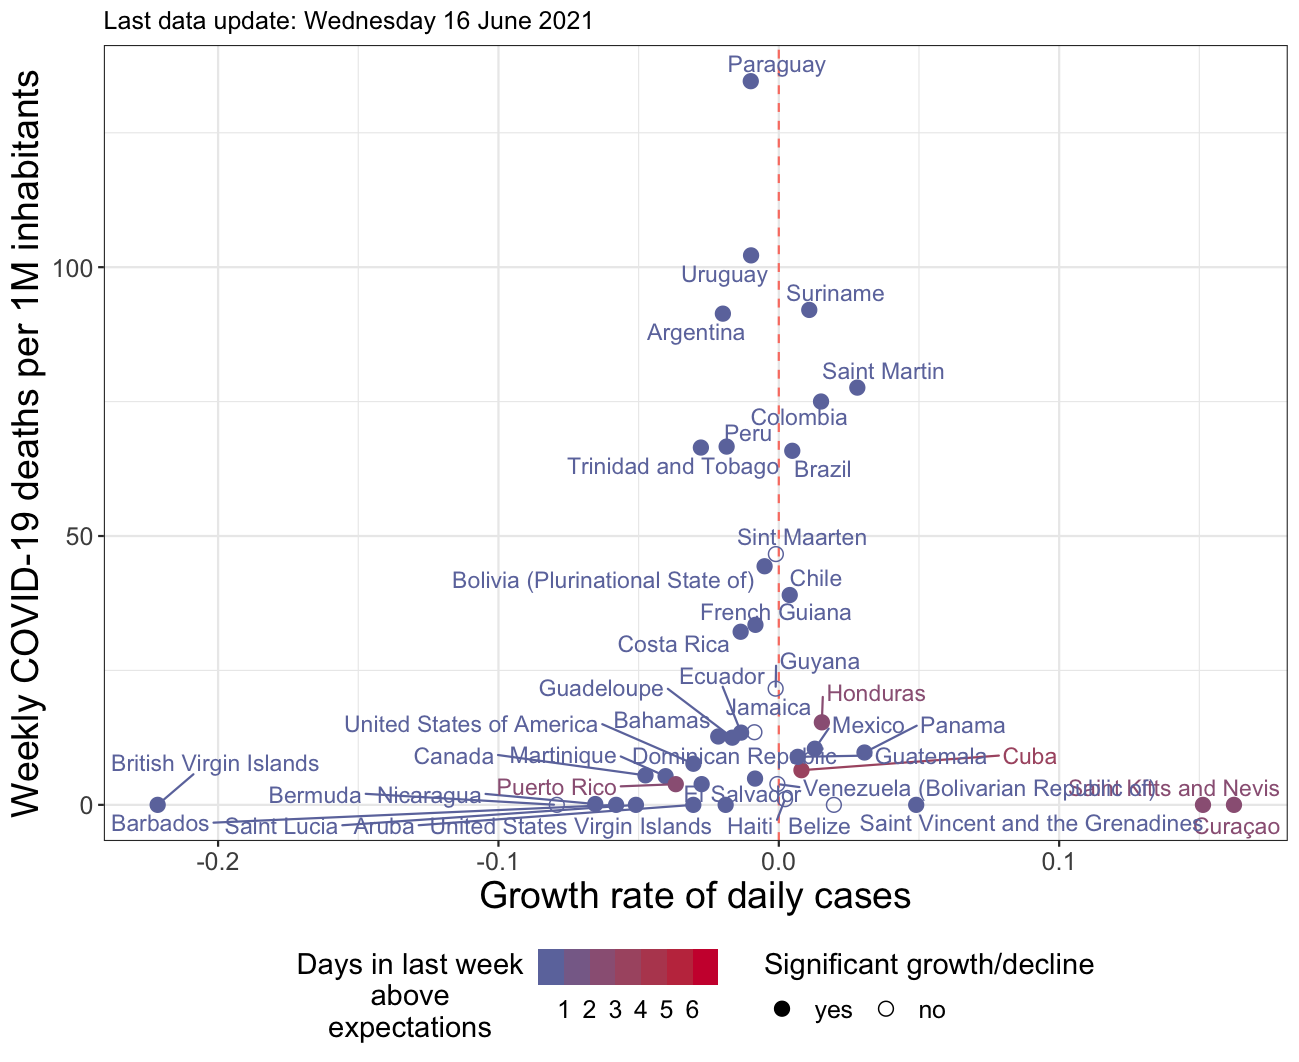 Last data update: Wednesday 16 June 2021
Weekly COVID-19 deaths per 1M inhabitants
Paraguay
100
Uruguay
Suriname
Argentina
Saint Martin
Colombia
Peru
Trinidad and Tobago
Brazil
50
Sint Maarten
Bolivia (Plurinational State of)
Chile
French Guiana
Costa Rica
Guyana
Ecuador
Guadeloupe
Honduras
Jamaica
United States of America
Bahamas
Mexico
Panama
British Virgin Islands
Canada
Martinique
Dominican Republic
Guatemala
Cuba
Puerto Rico
Bermuda
Nicaragua
El Salvador
Venezuela (Bolivarian Republic of)
Saint Kitts and Nevis
0
Barbados
Saint Lucia
Aruba
United States Virgin Islands
Haiti
Belize
Saint Vincent and the Grenadines
Curaçao
-0.2
-0.1
0.0
0.1
Growth rate of daily cases
Days in last week
above
expectations
1 2 3 4 5 6
Significant growth/decline
yes
no